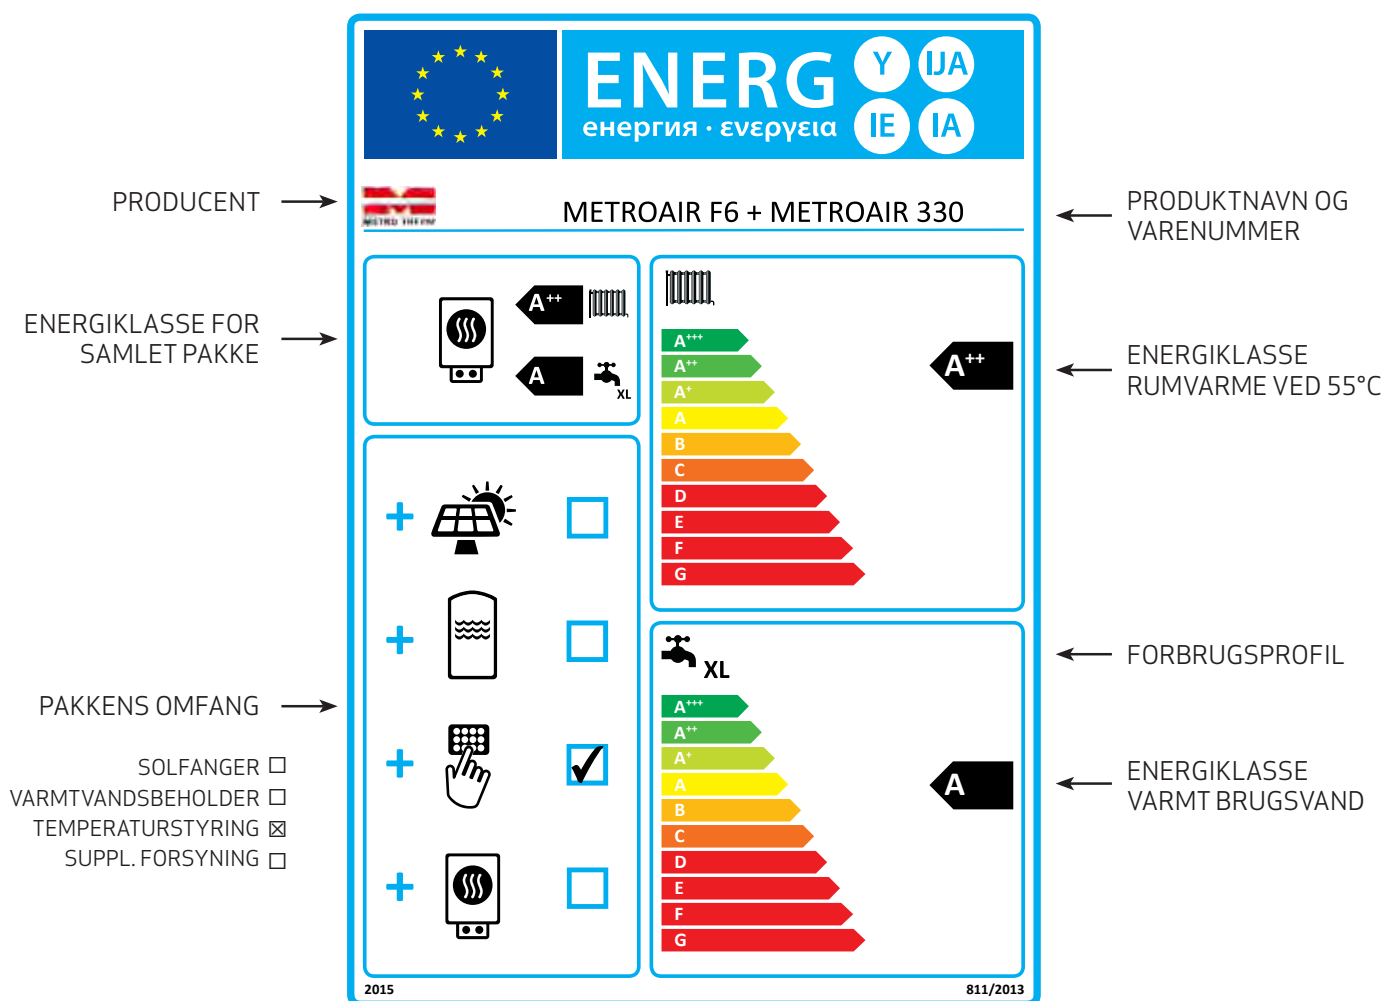 ENERG
енергия · ενεργεια
Y IJA
IE IA
PRODUCENT
METRO THERM
METROAIR F6 + METROAIR 330
PRODUKTNAVN OG
VARENUMMER
ENERGIKLASSE FOR
SAMLET PAKKE
A++
A
XL
A+++
A++
A+
A
B
C
D
E
F
G
A++
ENERGIKLASSE
RUMVARME VED 55°C
PAKKENS OMFANG
SOLFANGER ☐
VARMTVANDSBEHOLDER ☐
TEMPERATURSTYRING ☒
SUPPL. FORSYNING ☐
+
+
+ ✓
+
XL
FORBRUGSPROFIL
A+++
A++
A+
A
B
C
D
E
F
G
A
ENERGIKLASSE
VARMT BRUGSVAND
2015
811/2013